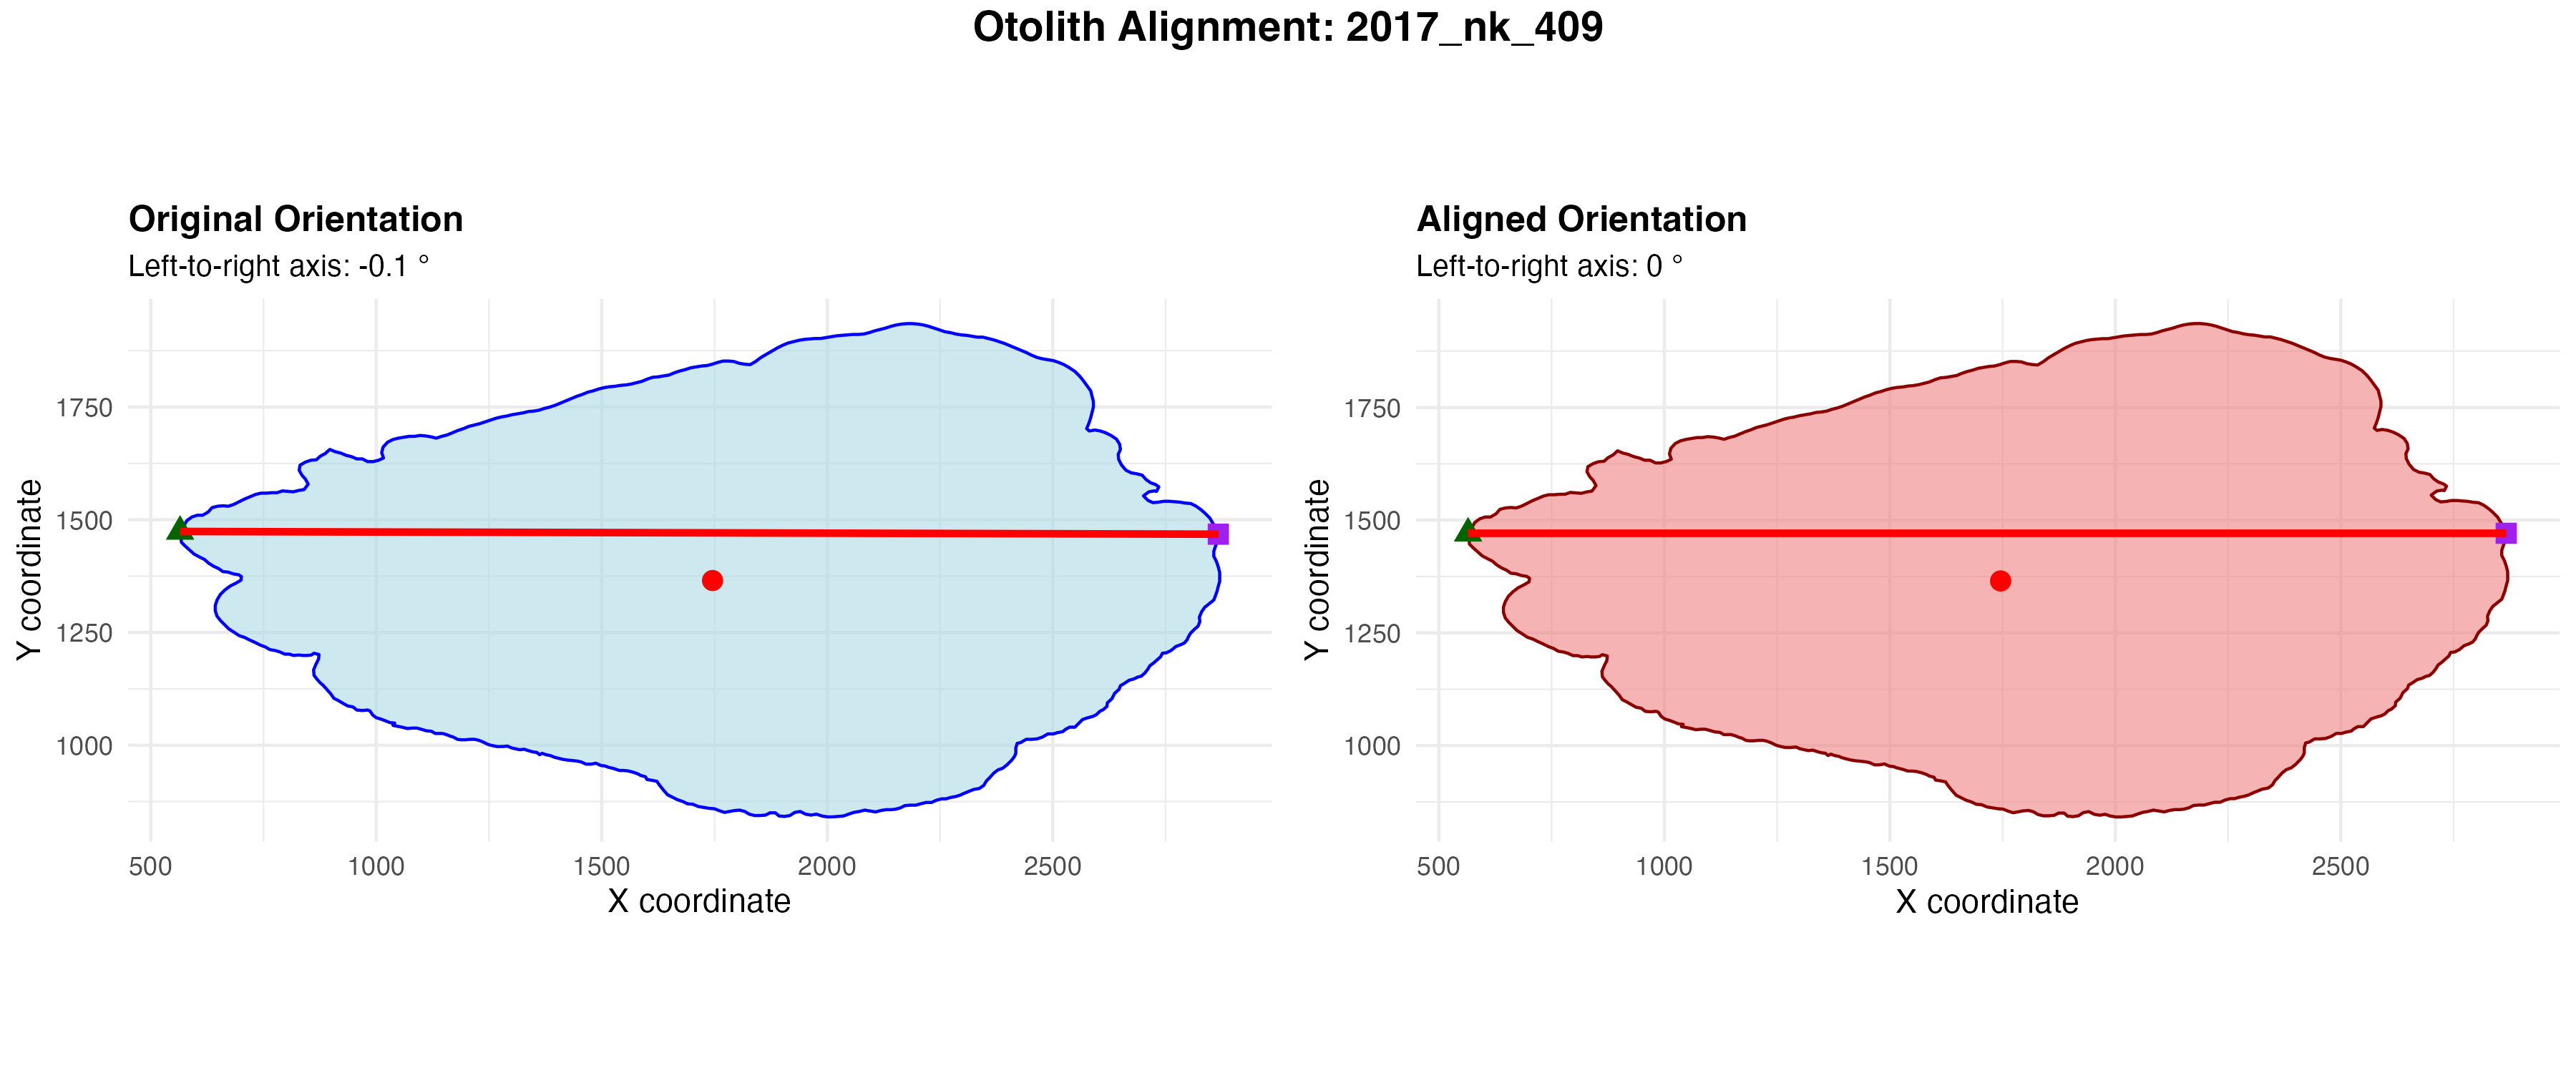 Otolith Alignment: 2017_nk_409
Original Orientation
Left-to-right axis: -0.1 °
Y coordinate
1750
1500
1250
1000
500 1000 1500 2000 2500
X coordinate
Aligned Orientation
Left-to-right axis: 0 °
Y coordinate
1750
1500
1250
1000
500 1000 1500 2000 2500
X coordinate